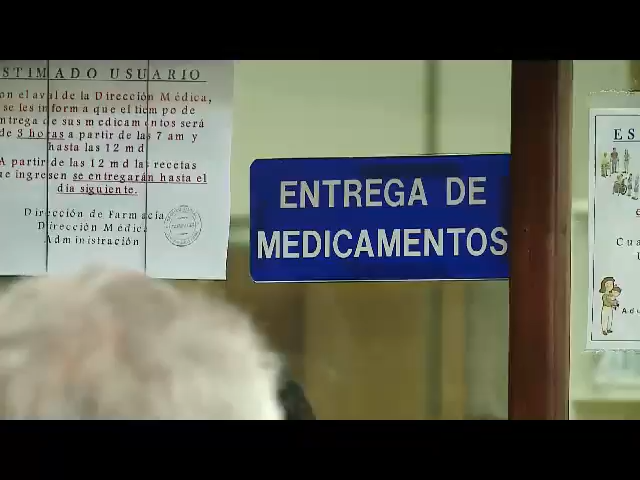 ESTIMADO USUARIO
on el aval de la Dirección Médica,
se les informa que el tiempo de
entrega de sus medicamentos será
de 3 horas a partir de las 7 am y
hasta las 12 md
A partir de las 12 md las recetas
que ingresen se entregarán hasta el
día siguiente.
Dirección de Farmacia
Dirección Médica
Administración
ENTREGA DE
MEDICAMENTOS
ES
Cua
Adu